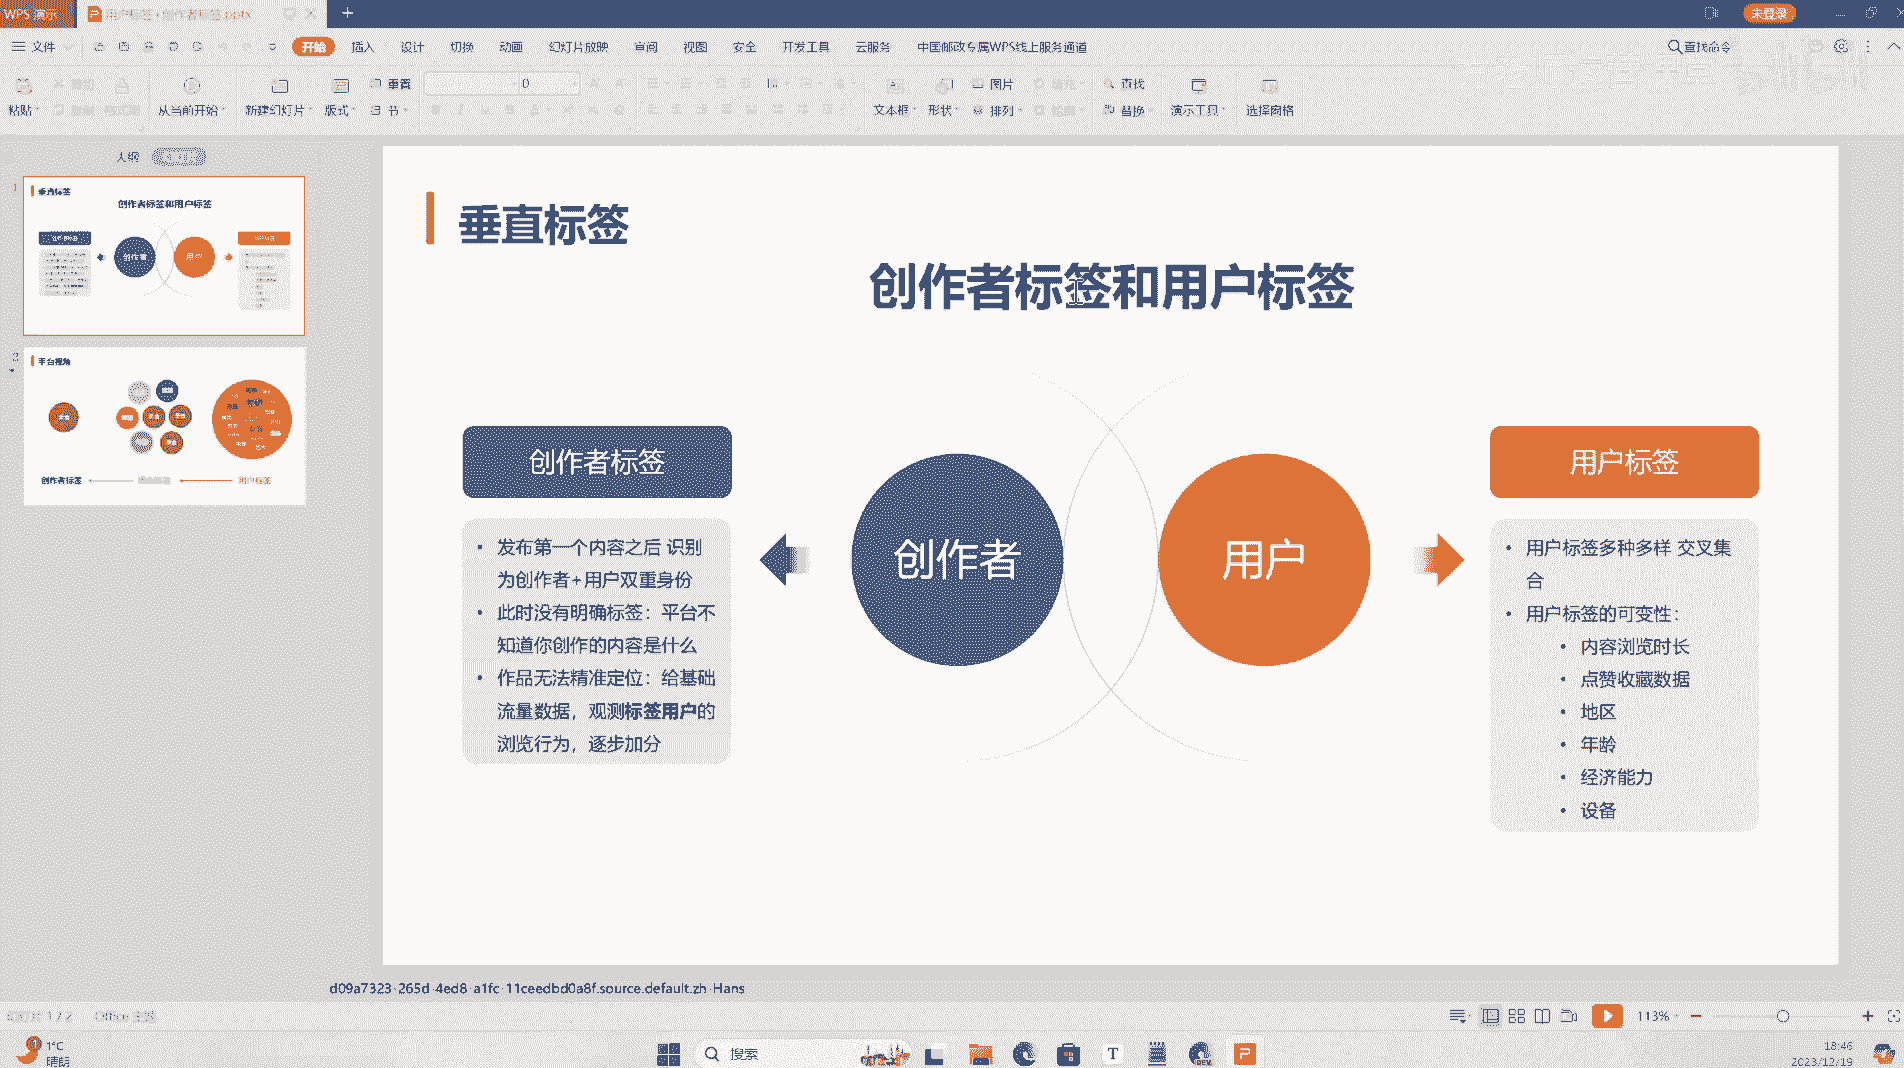 WPS 演示
用户标签+创作者标签.pptx
未登录
文件
开始
插入
设计
切换
动画
幻灯片放映
审阅
视图
安全
开发工具
云服务
中国邮政专属WPS线上服务通道
查找命令
重置
0
图片
查找
粘贴
从当前开始
新建幻灯片
版式
节
文本框
形状
排列
替换
演示工具
选择窗格
大纲
1
垂直标签
创作者标签和用户标签
创作者
用户
2
平台视角
创作者标签
用户标签
垂直标签
创作者标签和用户标签
创作者标签
发布第一个内容之后 识别
为创作者+用户双重身份
此时没有明确标签：平台不
知道你创作的内容是什么
作品无法精准定位：给基础
流量数据，观测标签用户的
浏览行为，逐步加分
创作者
用户
用户标签
用户标签多种多样 交叉集
合
用户标签的可变性：
内容浏览时长
点赞收藏数据
地区
年龄
经济能力
设备
d09a7323-265d-4ed8-a1fc-11ceedbd0a8f.source.default.zh-Hans
1 / 2
Office 主题
113%
1°C
晴朗
搜索
18:46
2023/12/19